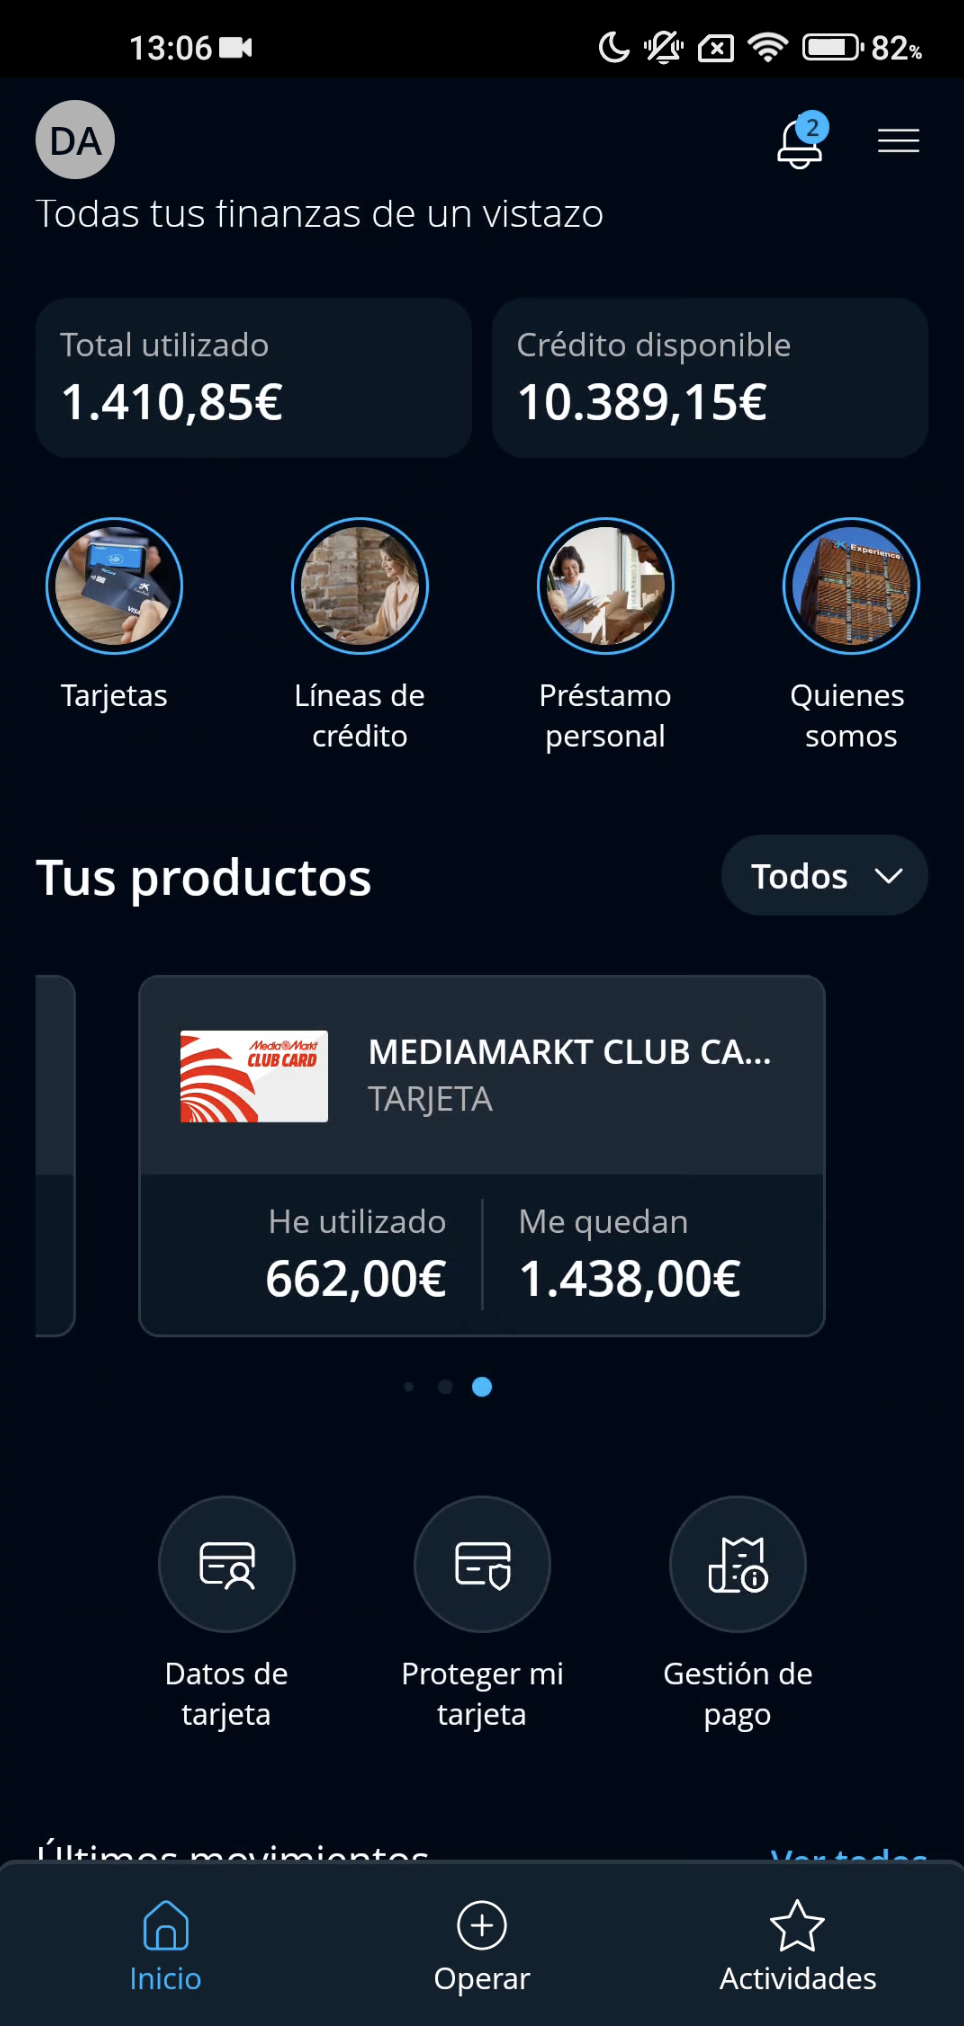 13:06
82%
DA
2
Todas tus finanzas de un vistazo
Total utilizado
1.410,85€
Crédito disponible
10.389,15€
VISA
Experience
Tarjetas
Líneas de
crédito
Préstamo
personal
Quienes
somos
Tus productos
Todos
MediaMarkt
CLUB CARD
MEDIAMARKT CLUB CA...
TARJETA
He utilizado
662,00€
Me quedan
1.438,00€
Datos de
tarjeta
Proteger mi
tarjeta
Gestión de
pago
Últimos movimientos
Ver todos
Inicio
Operar
Actividades